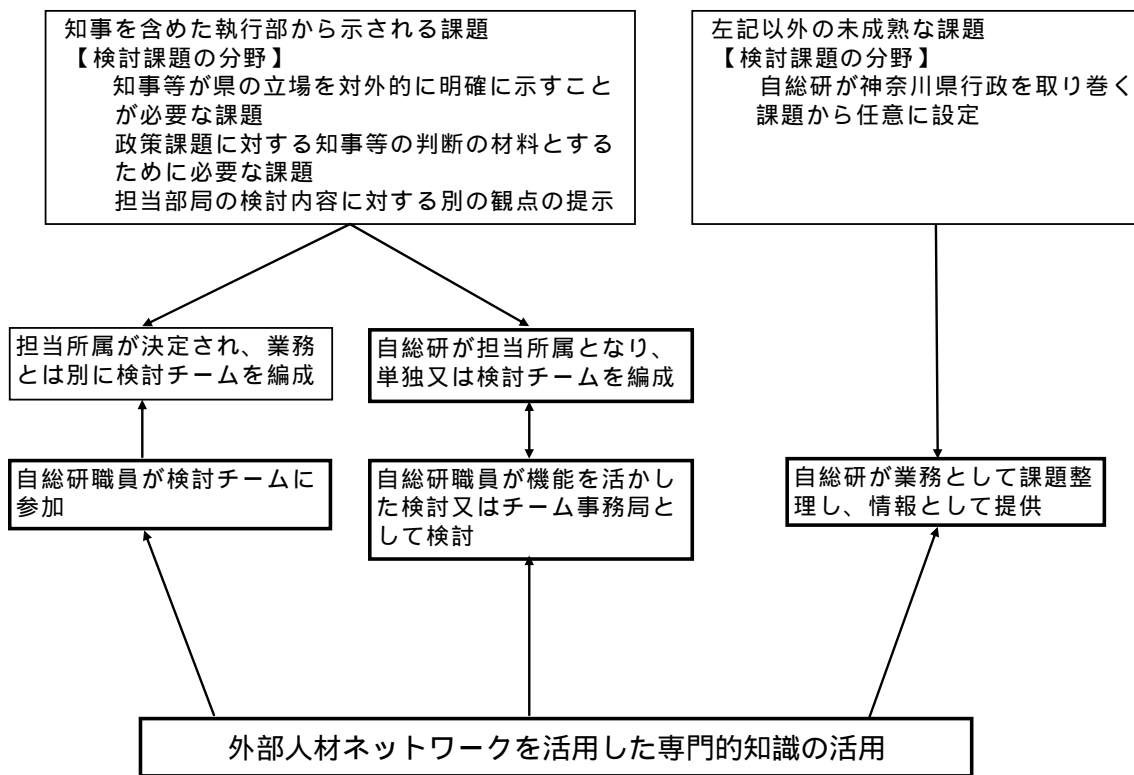 知事を含めた執行部から示される課題
【検討課題の分野】
知事等が県の立場を対外的に明確に示すこと
が必要な課題
政策課題に対する知事等の判断の材料とする
ために必要な課題
担当部局の検討内容に対する別の観点の提示
左記以外の未成熟な課題
【検討課題の分野】
自総研が神奈川県行政を取り巻く
課題から任意に設定
担当所属が決定され、業務
とは別に検討チームを編成
自総研が担当所属となり、
単独又は検討チームを編成
自総研職員が検討チームに
参加
自総研職員が機能を活かし
た検討又はチーム事務局と
して検討
自総研が業務として課題整
理し、情報として提供
外部人材ネットワークを活用した専門的知識の活用